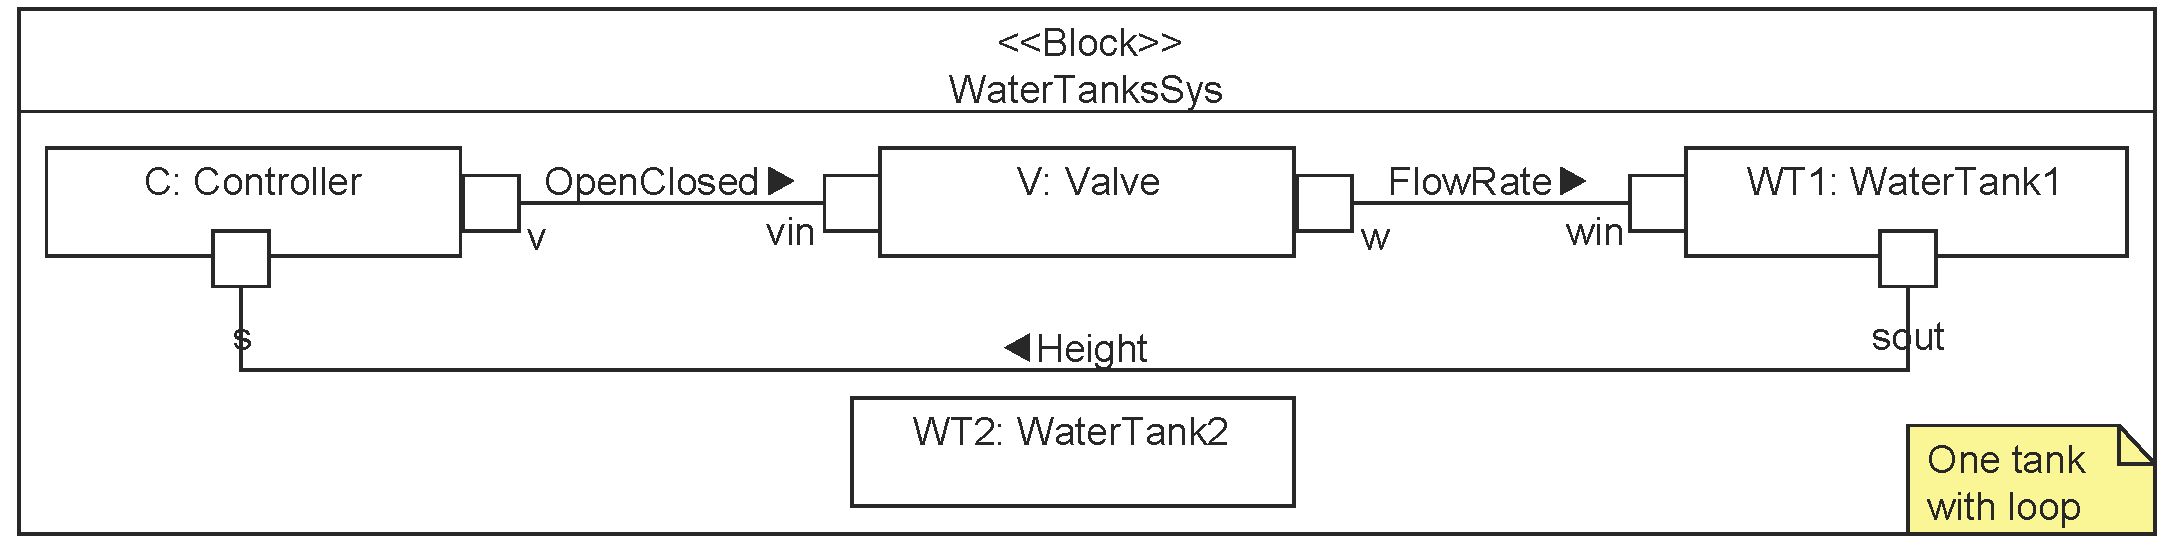 <<Block>>
WaterTanksSys
C: Controller
OpenClosed
V: Valve
FlowRate
WT1: WaterTank1
v
vin
w
win
s
Height
sout
WT2: WaterTank2
One tank
with loop